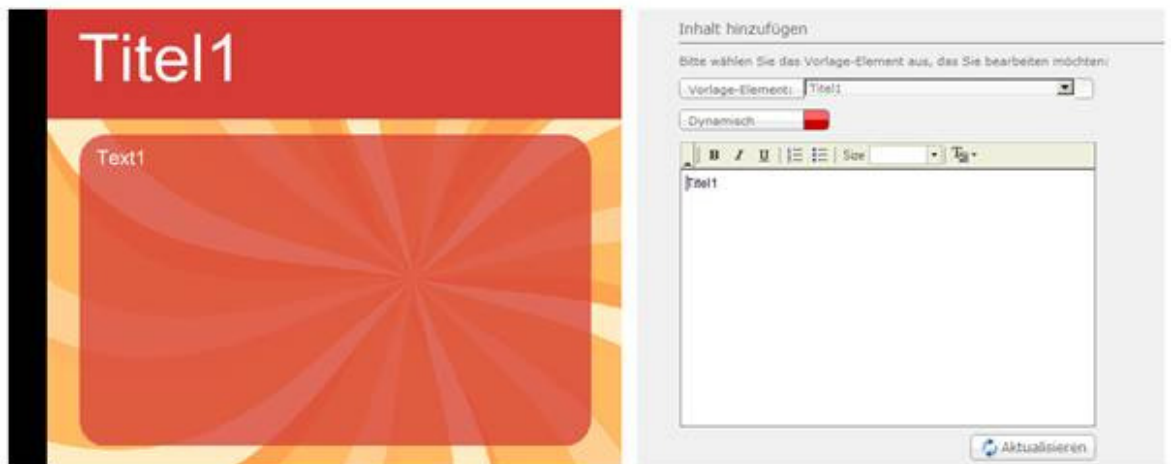 Titel1
Text1
Inhalt hinzufügen
Bitte wählen Sie das Vorlage-Element aus, das Sie bearbeiten möchten:
Vorlage-Element: Titel1
Dynamisch
B I U Size T
Titel1
Aktualisieren